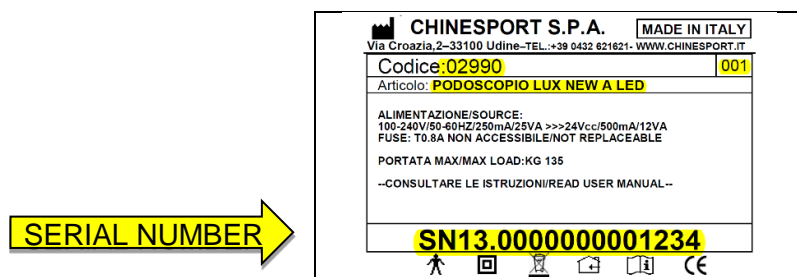 CHINESPORT S.P.A. MADE IN ITALY
Via Croazia,2–33100 Udine–TEL.:+39 0432 621621- WWW.CHINESPORT.IT
Codice:02990 001
Articolo: PODOSCOPIO LUX NEW A LED
ALIMENTAZIONE/SOURCE:
100-240V/50-60HZ/250mA/25VA >>>24Vcc/500mA/12VA
FUSE: T0.8A NON ACCESSIBILE/NOT REPLACEABLE
PORTATA MAX/MAX LOAD:KG 135
--CONSULTARE LE ISTRUZIONI/READ USER MANUAL--
SERIAL NUMBER
SN13.0000000001234
CE